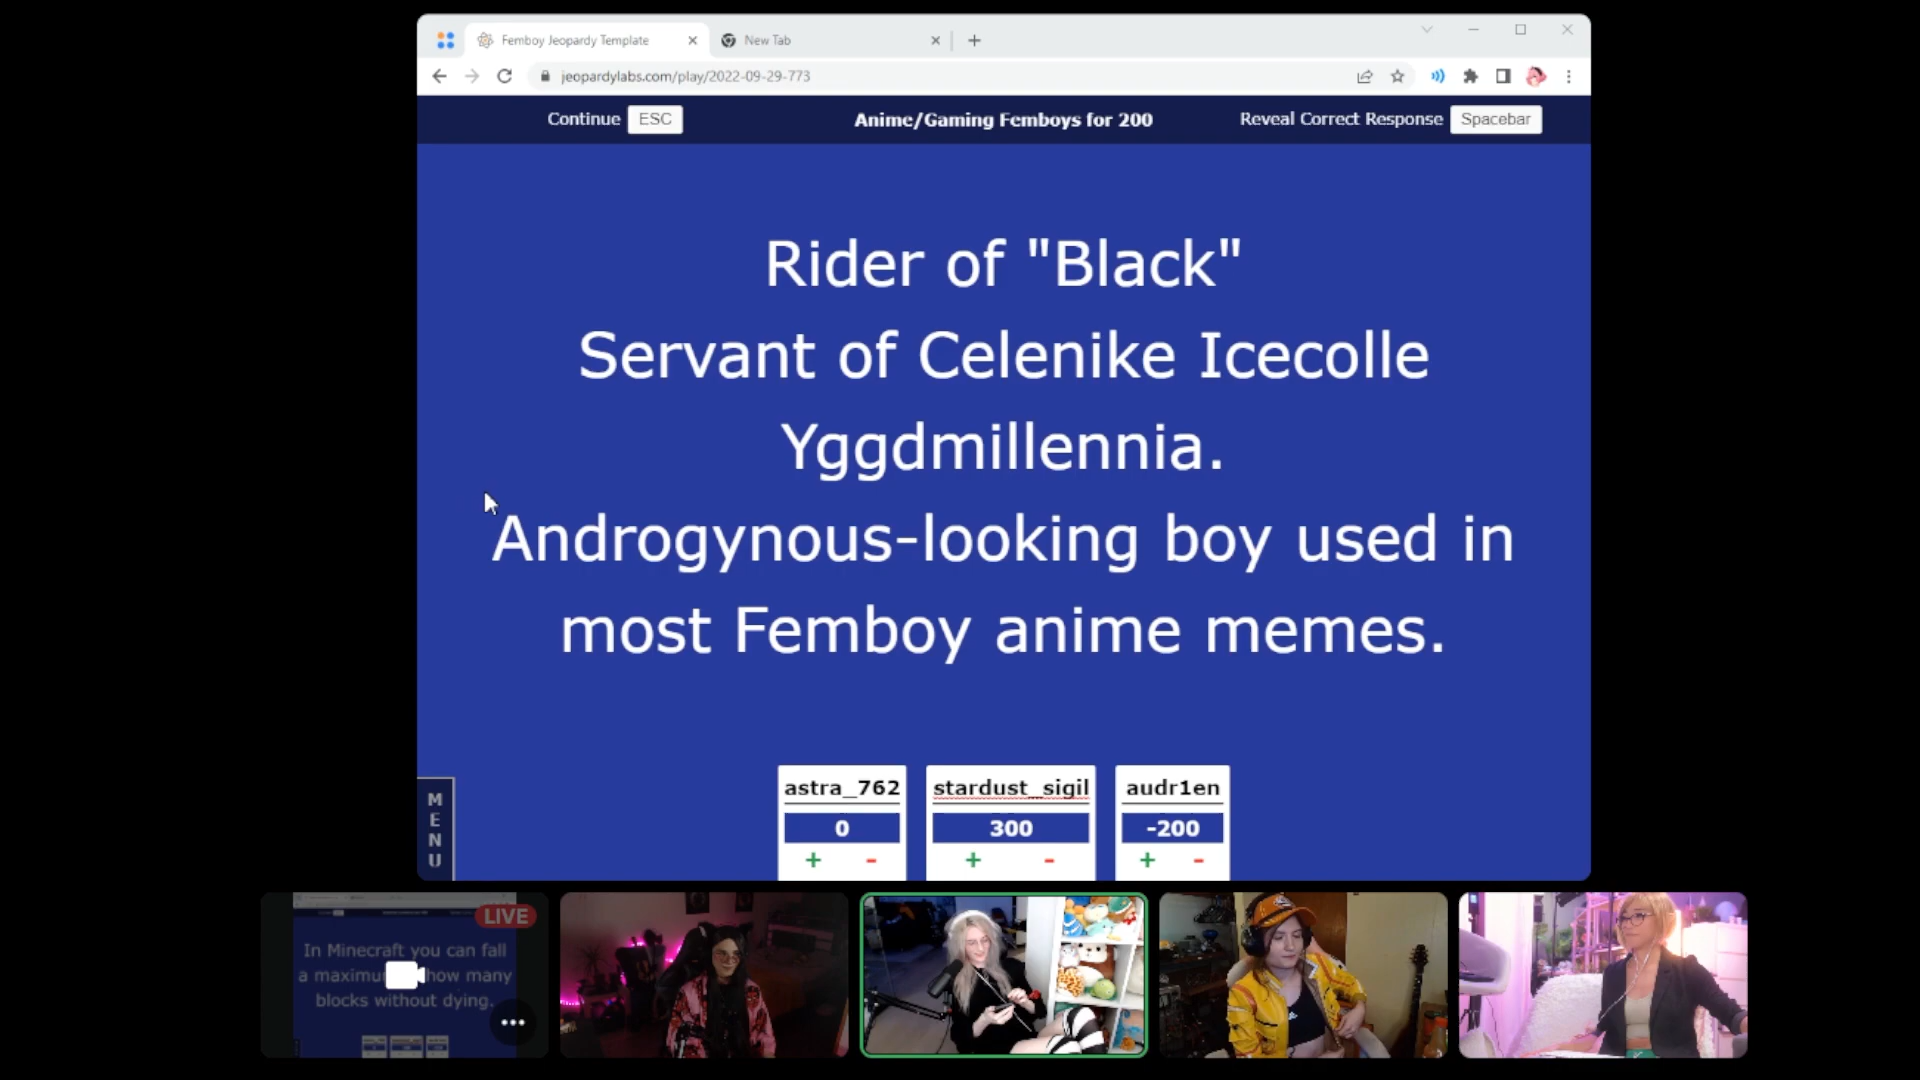 Femboy Jeopardy Template
New Tab
jeopardylabs.com/play/2022-09-29-773
Continue ESC
Anime/Gaming Femboys for 200
Reveal Correct Response Spacebar
Rider of "Black"
Servant of Celenike Icecolle
Yggdmillennia.
Androgynous-looking boy used in
most Femboy anime memes.
MENU
astra_762
0
+ -
stardust_sigil
300
+ -
audr1en
-200
+ -
LIVE
In Minecraft you can fall
how many
blocks without dying.